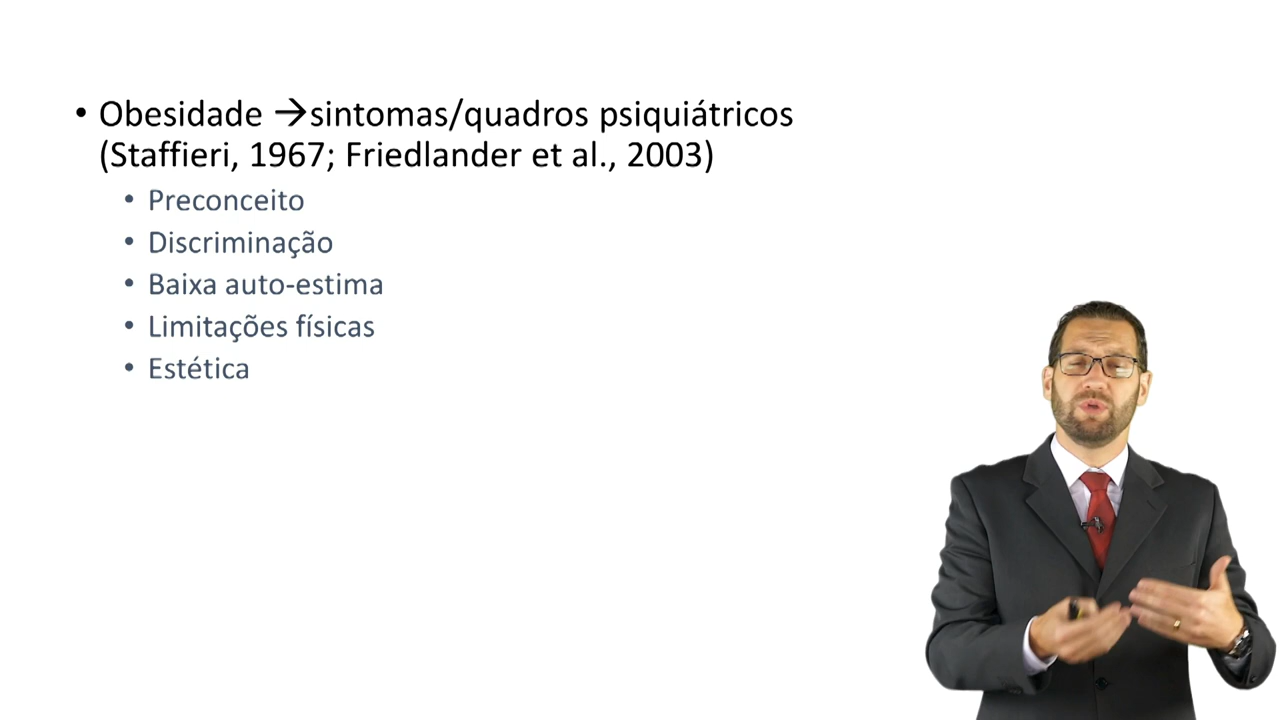 • Obesidade →sintomas/quadros psiquiátricos
(Staffieri, 1967; Friedlander et al., 2003)
• Preconceito
• Discriminação
• Baixa auto-estima
• Limitações físicas
• Estética